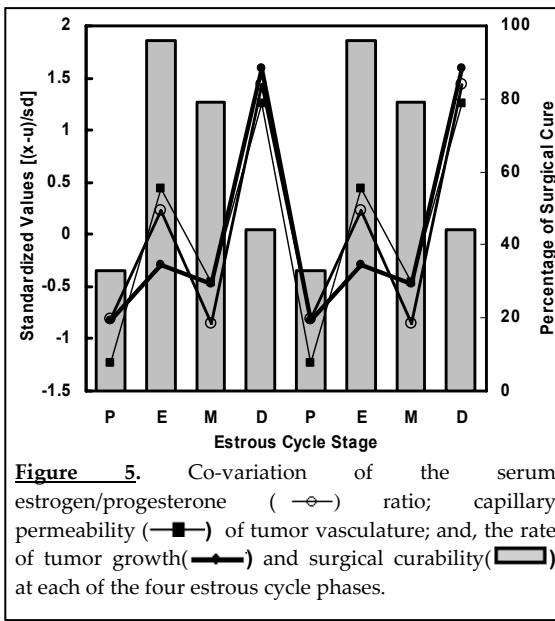 2
1.5
1
0.5
0
-0.5
-1
-1.5
Standardized Values [(x-u)/sd]
100
80
60
40
20
0
Percentage of Surgical Cure
P E M D P E M D
Estrous Cycle Stage
Figure 5. Co-variation of the serum
estrogen/progesterone ( ) ratio; capillary
permeability ( ) of tumor vasculature; and, the rate
of tumor growth( ) and surgical curability( )
at each of the four estrous cycle phases.